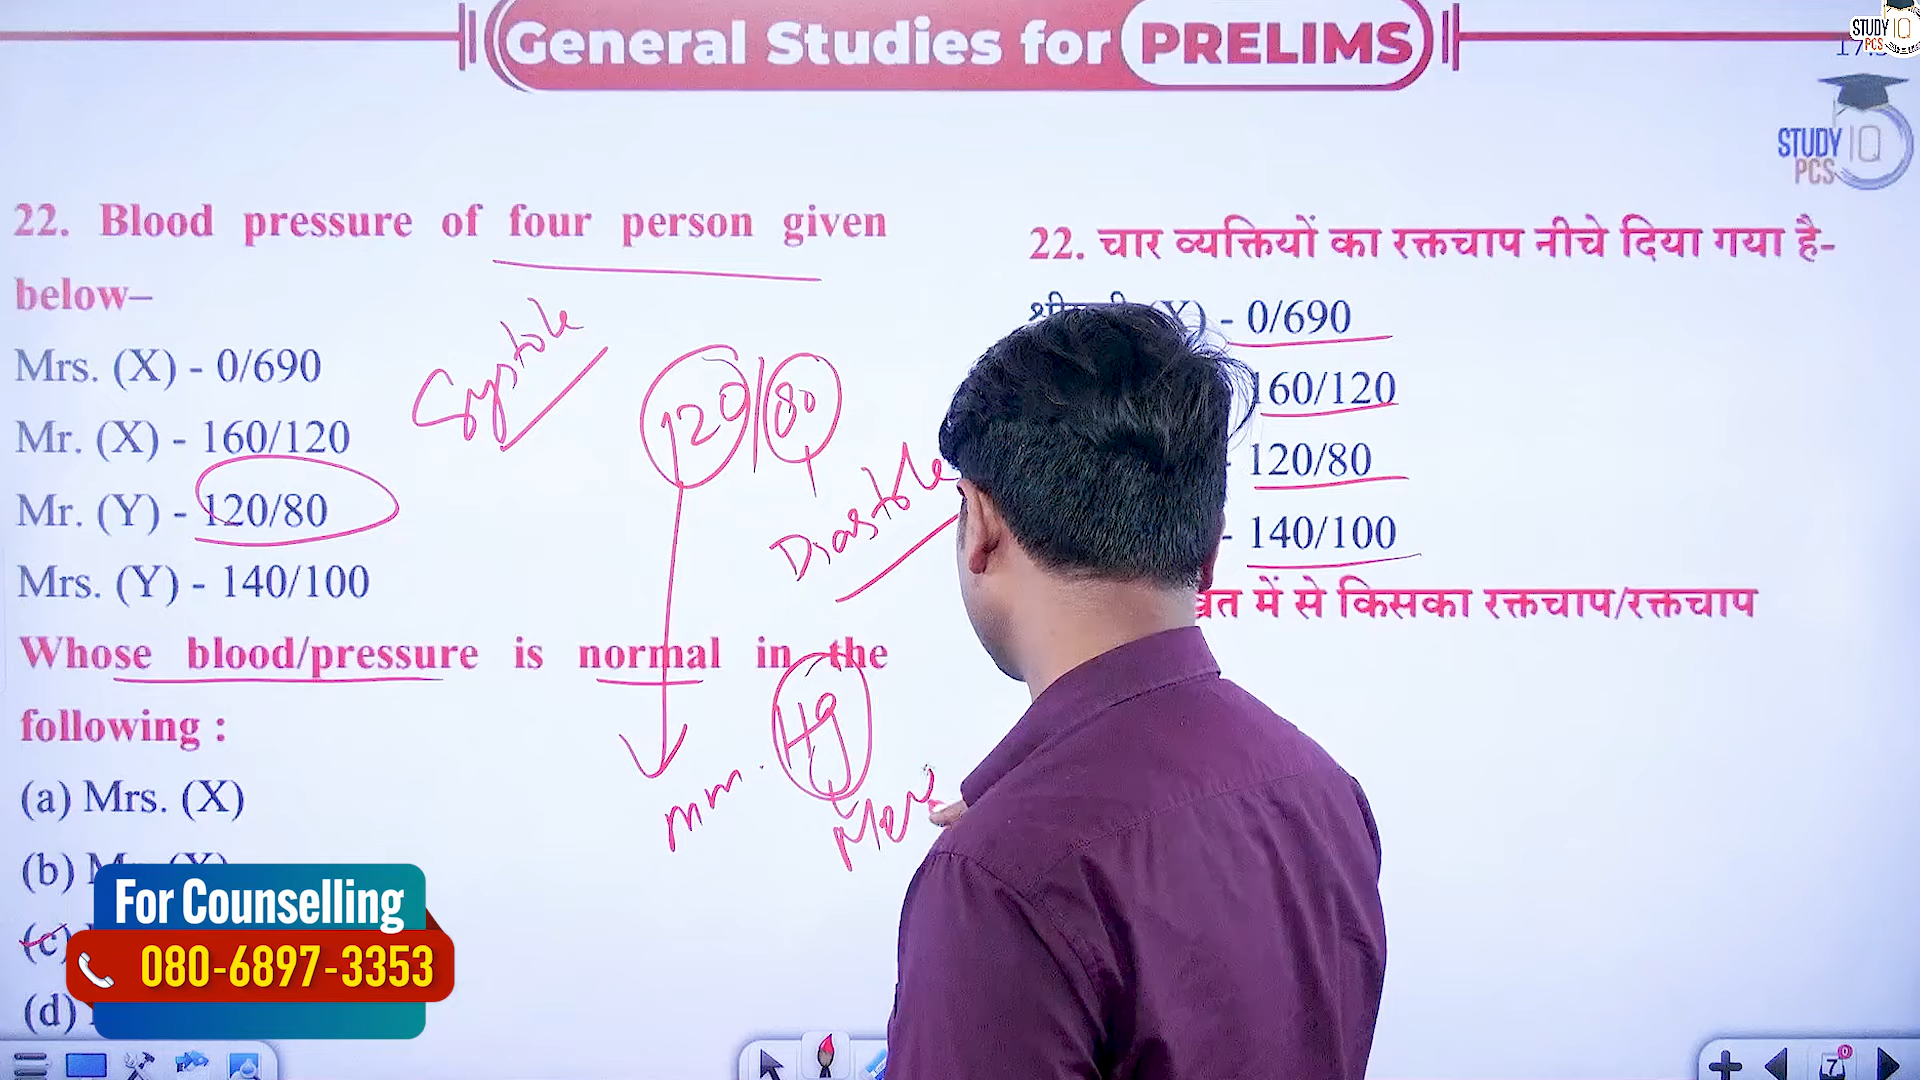 General Studies for PRELIMS
STUDY IQ
PCS
STUDY IQ
PCS
22. Blood pressure of four person given
below–
Mrs. (X) - 0/690
Mr. (X) - 160/120
Mr. (Y) - 120/80
Mrs. (Y) - 140/100
Whose blood/pressure is normal in the
following :
(a) Mrs. (X)
(b)
(c)
(d)
Systole
120/80
Diastole
mm. Hg
Mer
22. चार व्यक्तियों का रक्तचाप नीचे दिया गया है-
- 0/690
160/120
- 120/80
- 140/100
में से किसका रक्तचाप/रक्तचाप
For Counselling
080-6897-3353
7
0